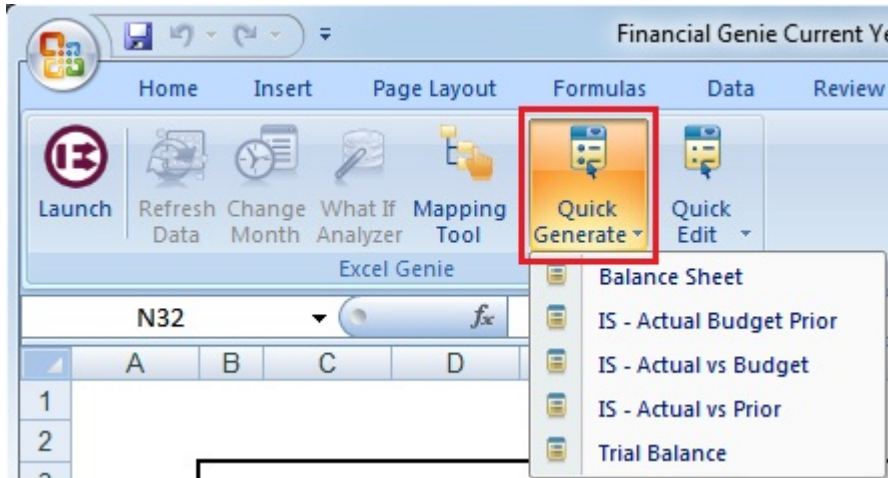 Financial Genie Current Ye
Home Insert Page Layout Formulas Data Review
Launch Refresh Data Change Month What If Analyzer Mapping Tool Quick Generate Quick Edit
Excel Genie
N32 fx
Balance Sheet
IS - Actual Budget Prior
IS - Actual vs Budget
IS - Actual vs Prior
Trial Balance
A B C D
1
2